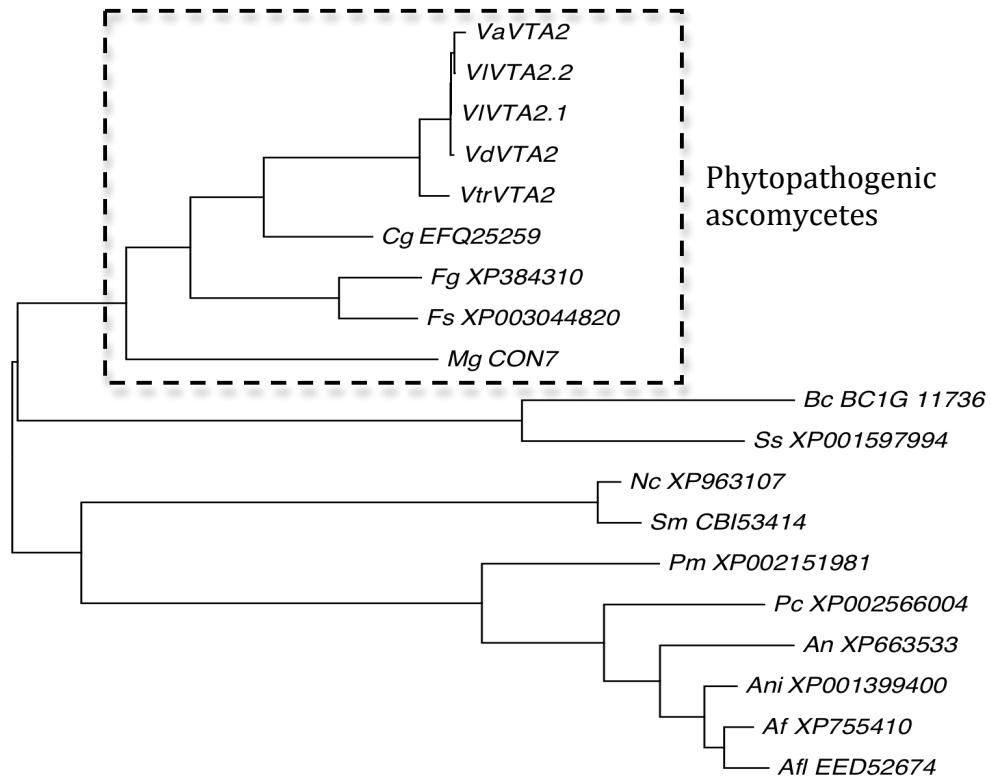 VaVTA2
VlVTA2.2
VlVTA2.1
VdVTA2
VtrVTA2
Cg EFQ25259
Fg XP384310
Fs XP003044820
Mg CON7
Phytopathogenic
ascomycetes
Bc BC1G 11736
Ss XP001597994
Nc XP963107
Sm CBI53414
Pm XP002151981
Pc XP002566004
An XP663533
Ani XP001399400
Af XP755410
Afl EED52674